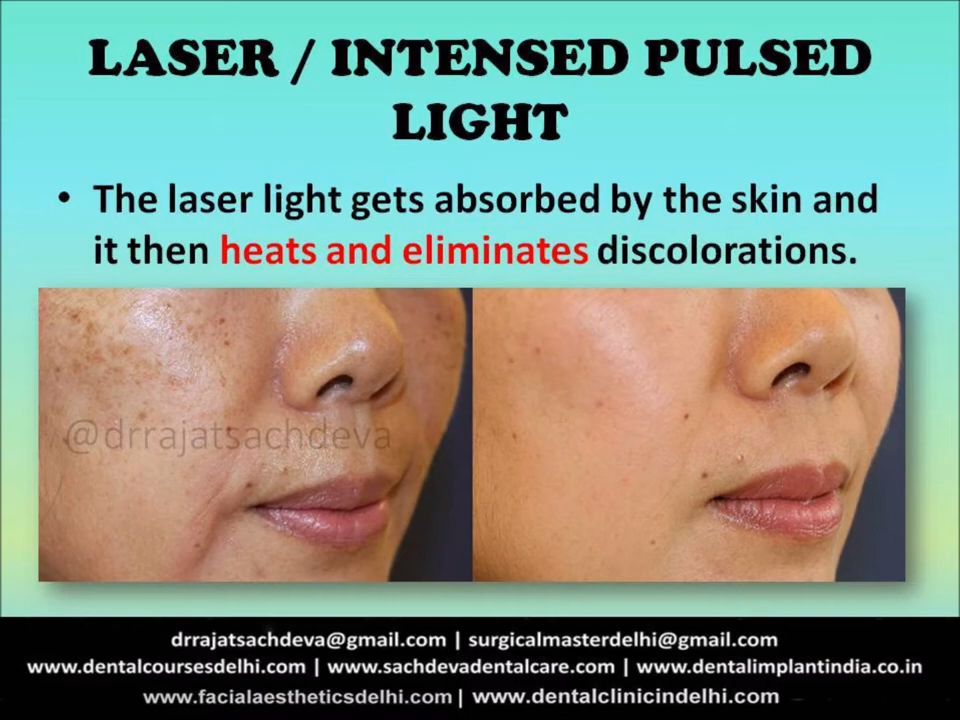 LASER / INTENSED PULSED
LIGHT
• The laser light gets absorbed by the skin and
it then heats and eliminates discolorations.
@drrajatsachdeva
drrajatsachdeva@gmail.com | surgicalmasterdelhi@gmail.com
www.dentalcoursesdelhi.com | www.sachdevadentalcare.com | www.dentalimplantindia.co.in
www.facialaestheticsdelhi.com | www.dentalclinicindelhi.com